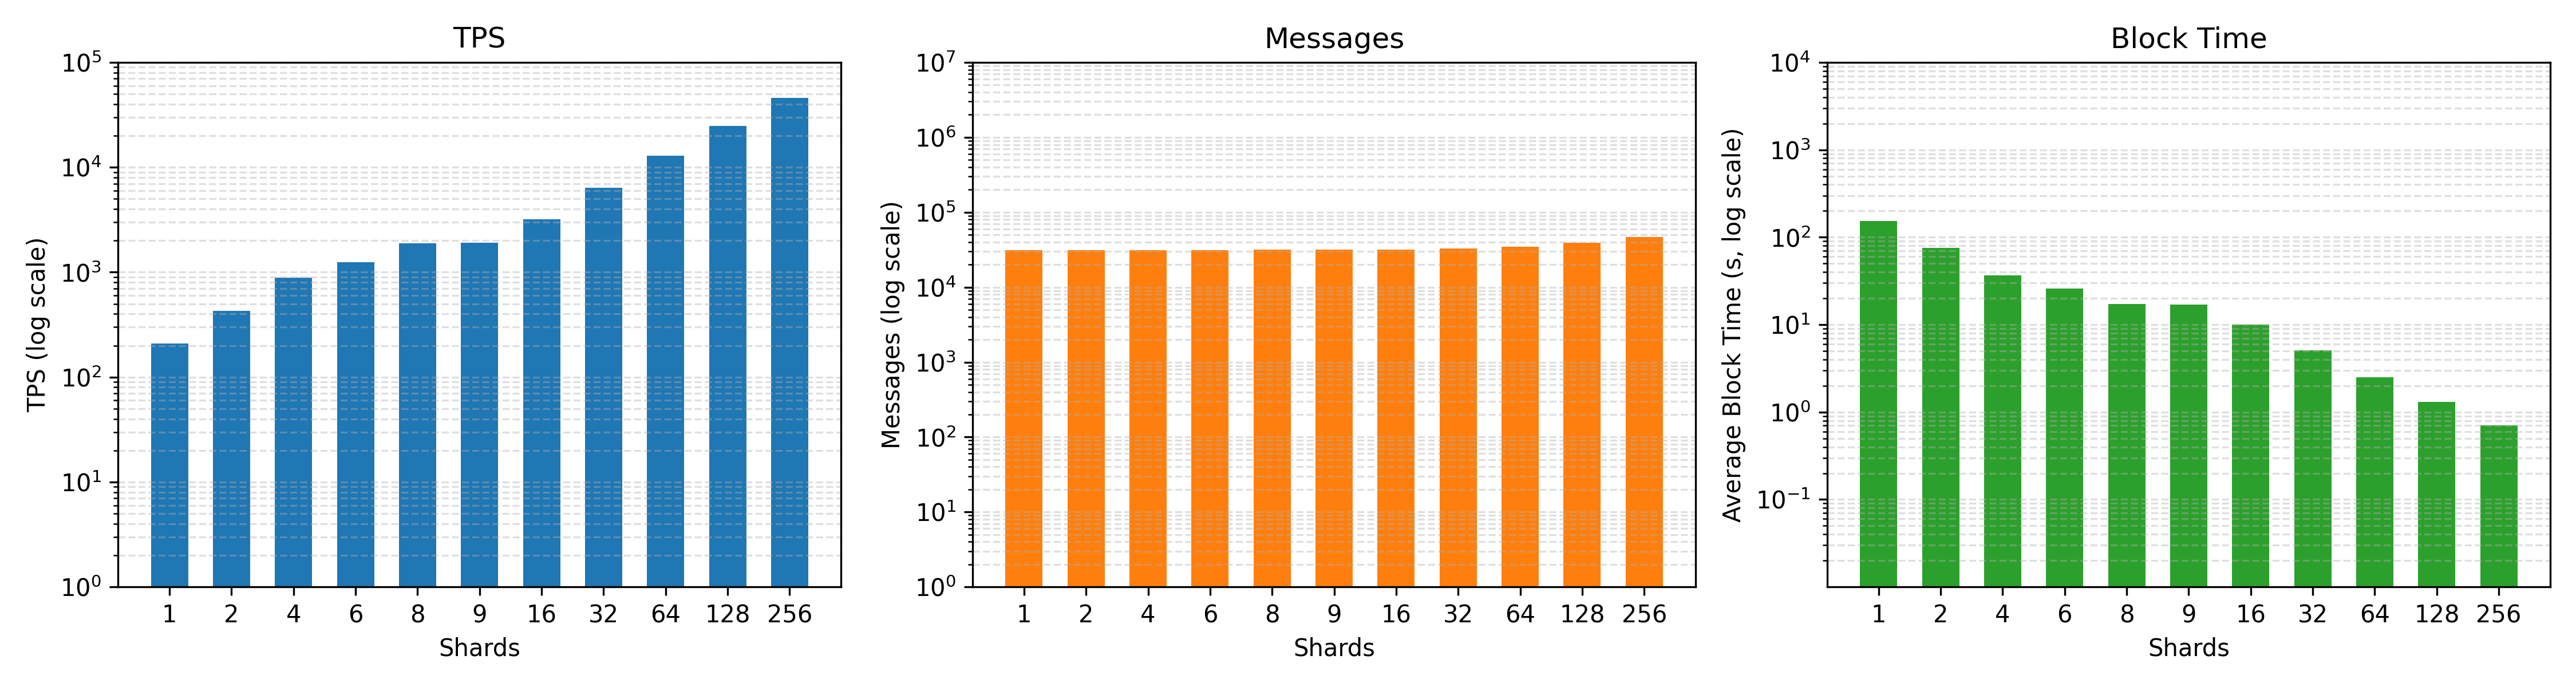 TPS
TPS (log scale)
10⁵
10⁴
10³
10²
10¹
10⁰
1 2 4 6 8 9 16 32 64 128 256
Shards
Messages
Messages (log scale)
10⁷
10⁶
10⁵
10⁴
10³
10²
10¹
10⁰
1 2 4 6 8 9 16 32 64 128 256
Shards
Block Time
Average Block Time (s, log scale)
10⁴
10³
10²
10¹
10⁰
10⁻¹
1 2 4 6 8 9 16 32 64 128 256
Shards